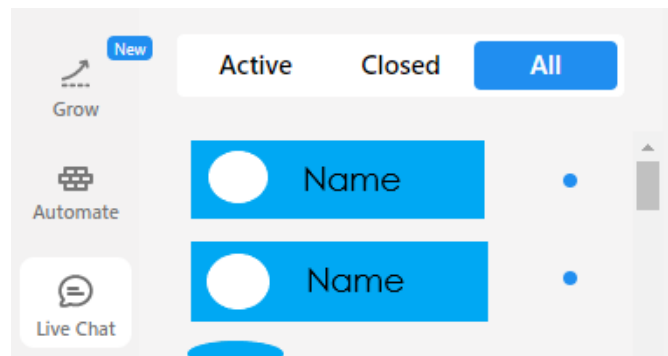 New
Grow
Automate
Live Chat
Active Closed All
Name
Name